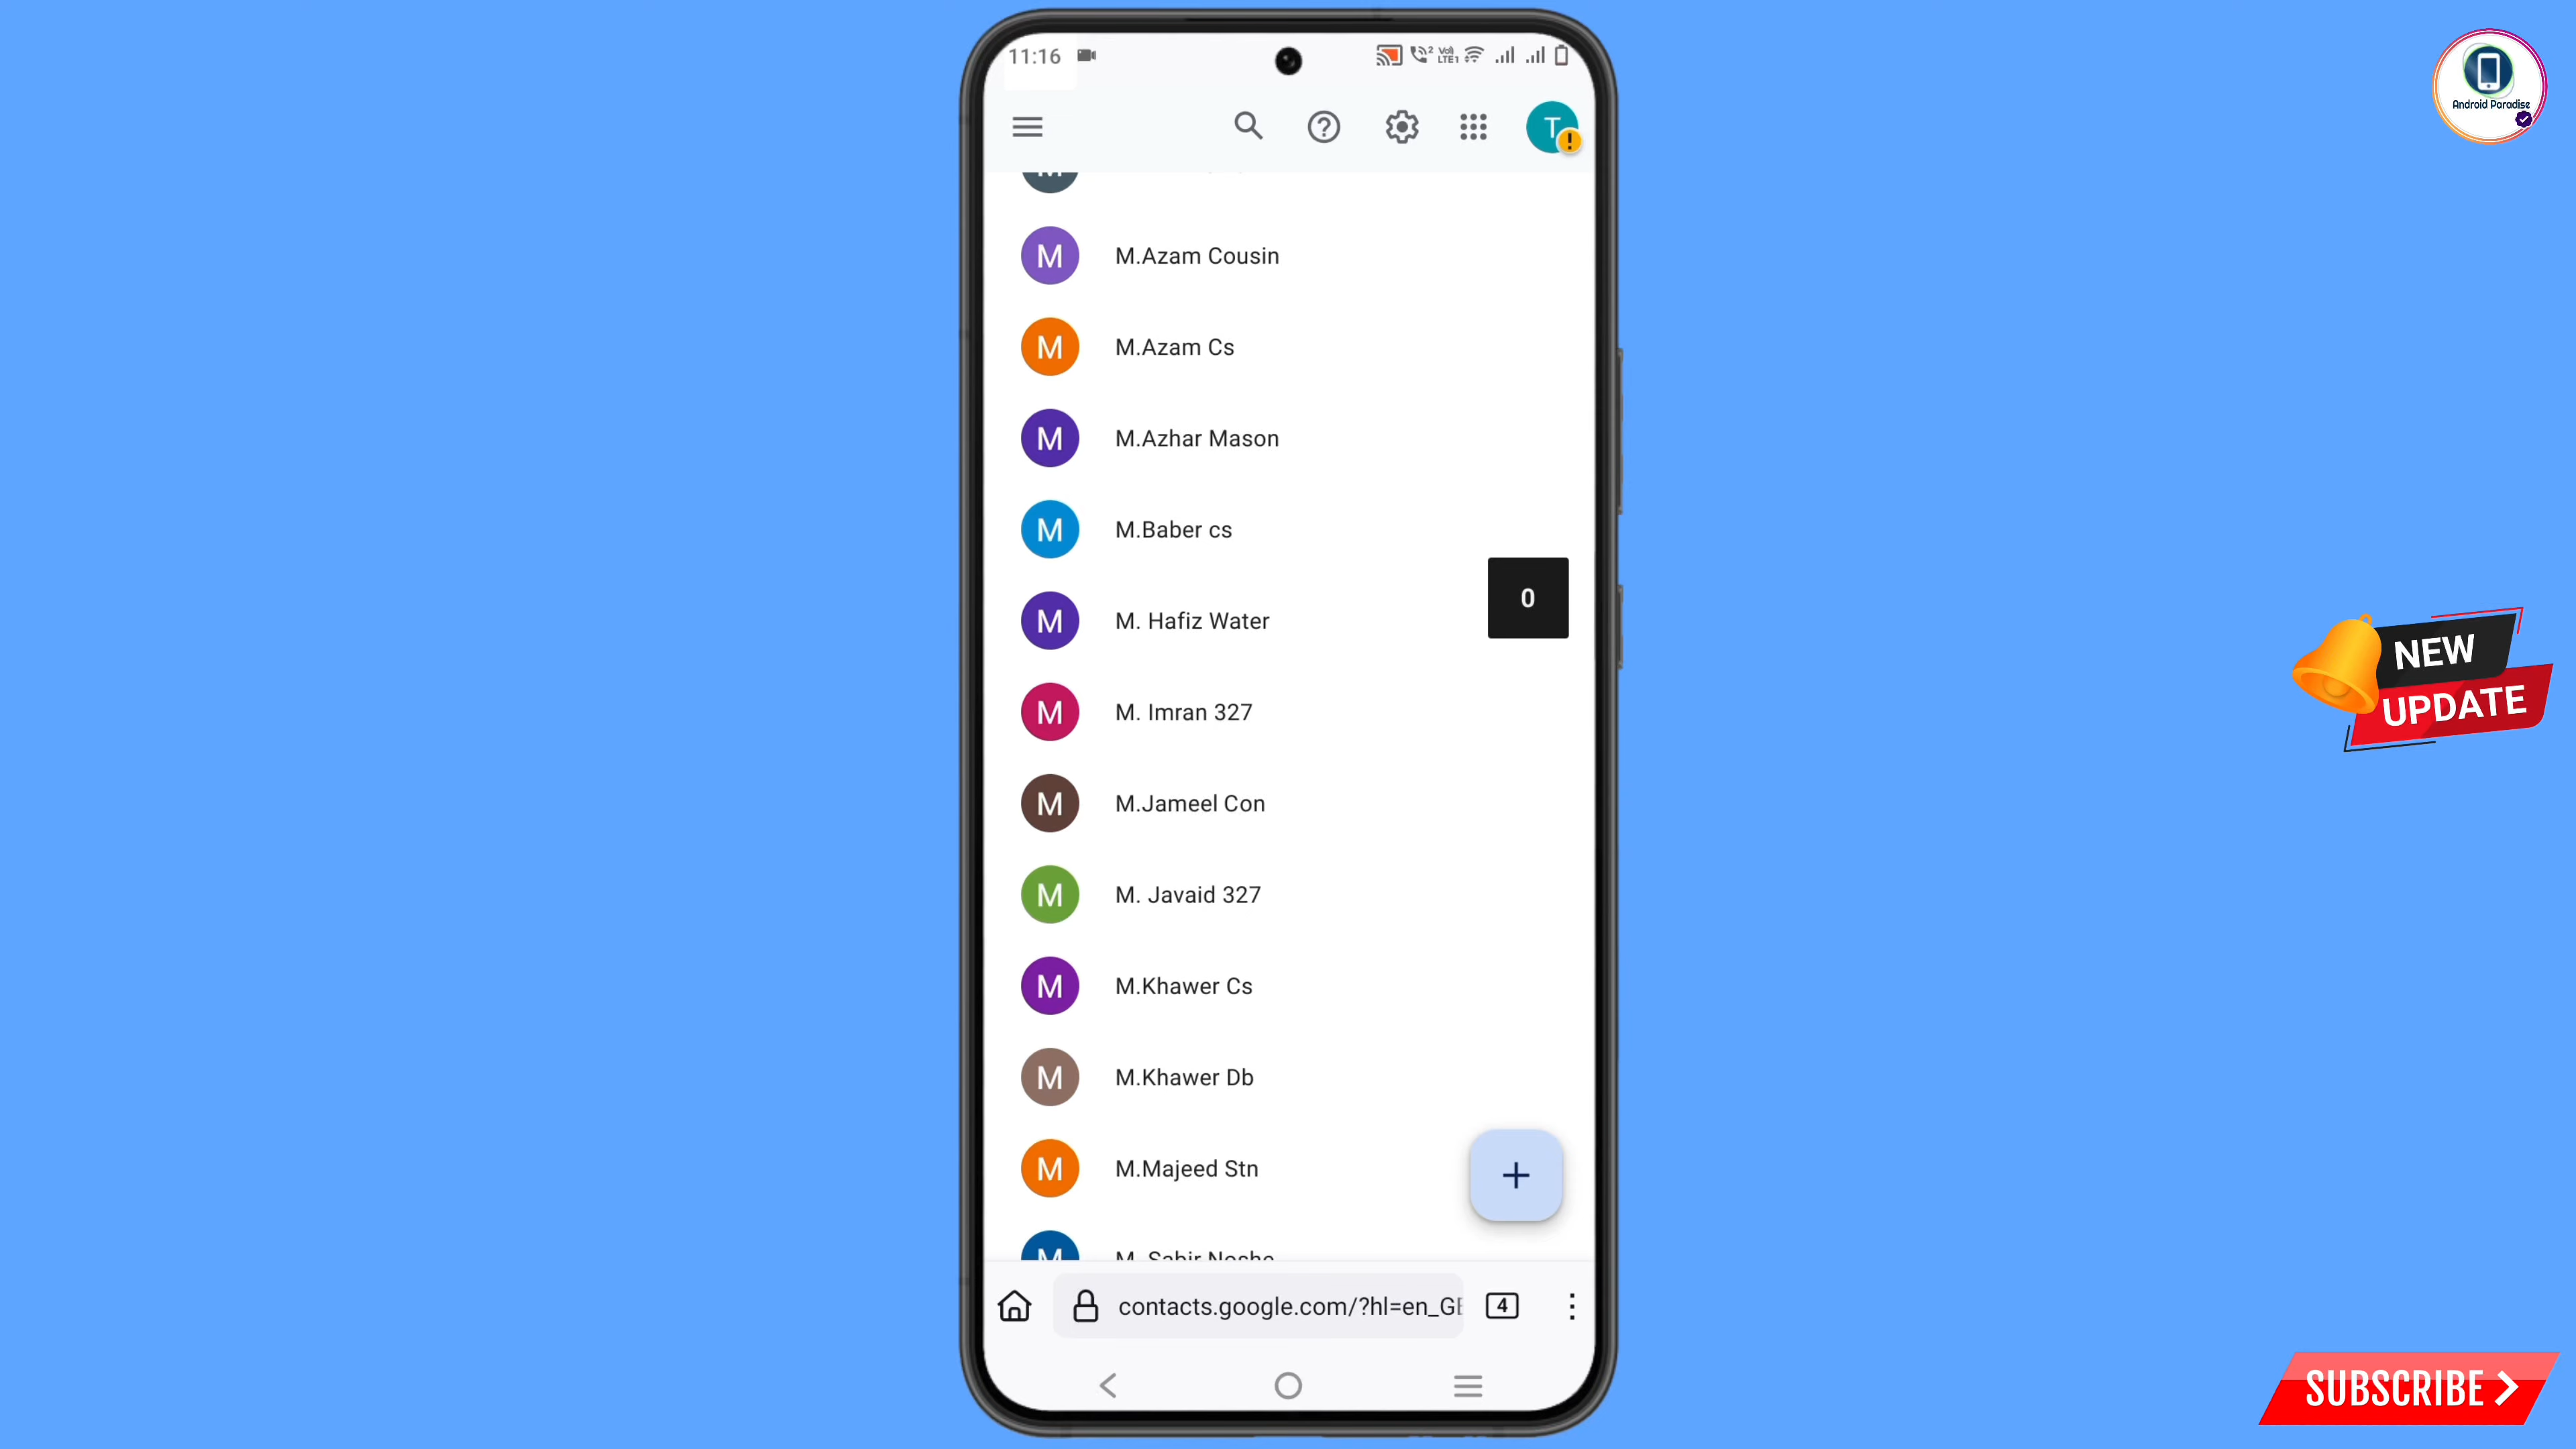 11:16
Android Paradise
T
M
M M.Azam Cousin
M M.Azam Cs
M M.Azhar Mason
M M.Baber cs
M M. Hafiz Water
0
M M. Imran 327
M M.Jameel Con
M M. Javaid 327
M M.Khawer Cs
M M.Khawer Db
M M.Majeed Stn
+
M M. Sabir
contacts.google.com/?hl=en_GB
4
NEW
UPDATE
SUBSCRIBE